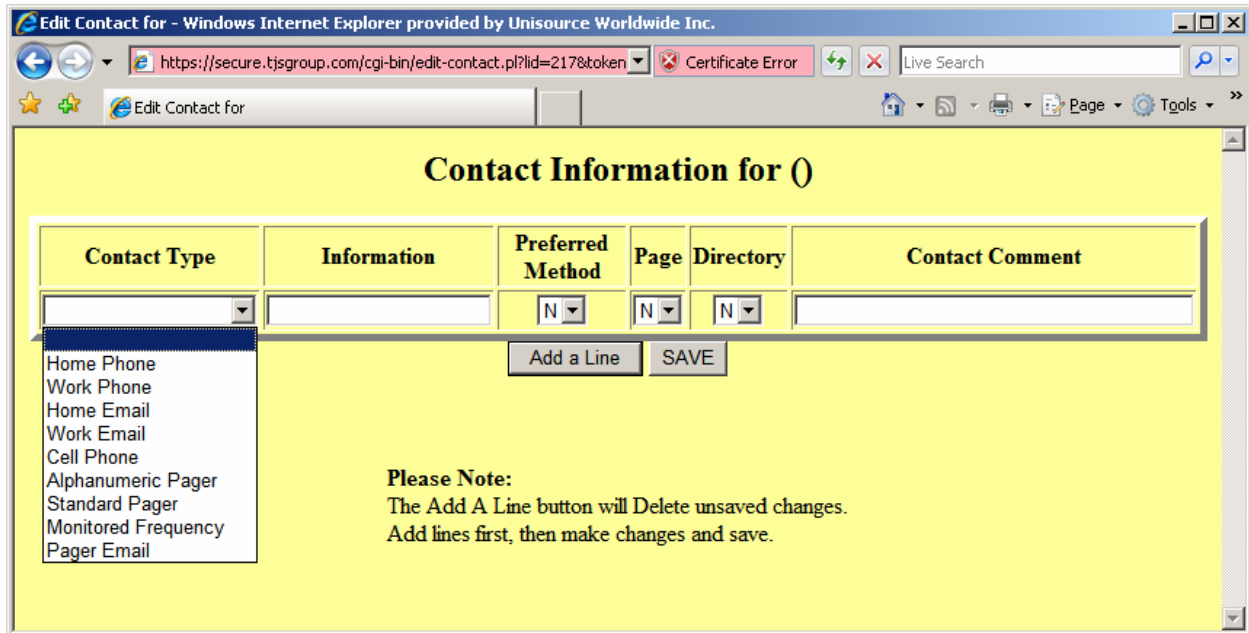 Edit Contact for - Windows Internet Explorer provided by Unisource Worldwide Inc.
https://secure.tjsgroup.com/cgi-bin/edit-contact.pl?lid=217&token Certificate Error Live Search
Edit Contact for Page Tools »
Contact Information for ()
Contact Type Information Preferred Method Page Directory Contact Comment
N N N
Add a Line SAVE
Home Phone
Work Phone
Home Email
Work Email
Cell Phone
Alphanumeric Pager
Standard Pager
Monitored Frequency
Pager Email
Please Note:
The Add A Line button will Delete unsaved changes.
Add lines first, then make changes and save.